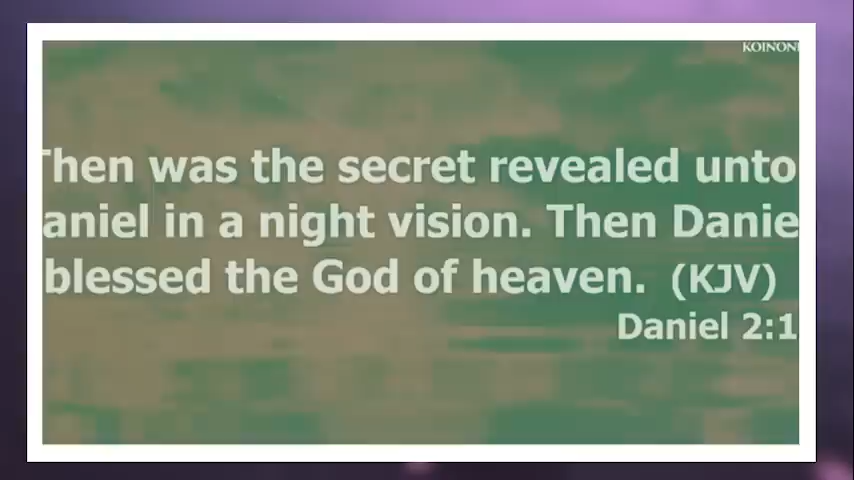 KOINONI
Then was the secret revealed unto
aniel in a night vision. Then Danie
blessed the God of heaven. (KJV)
Daniel 2:1